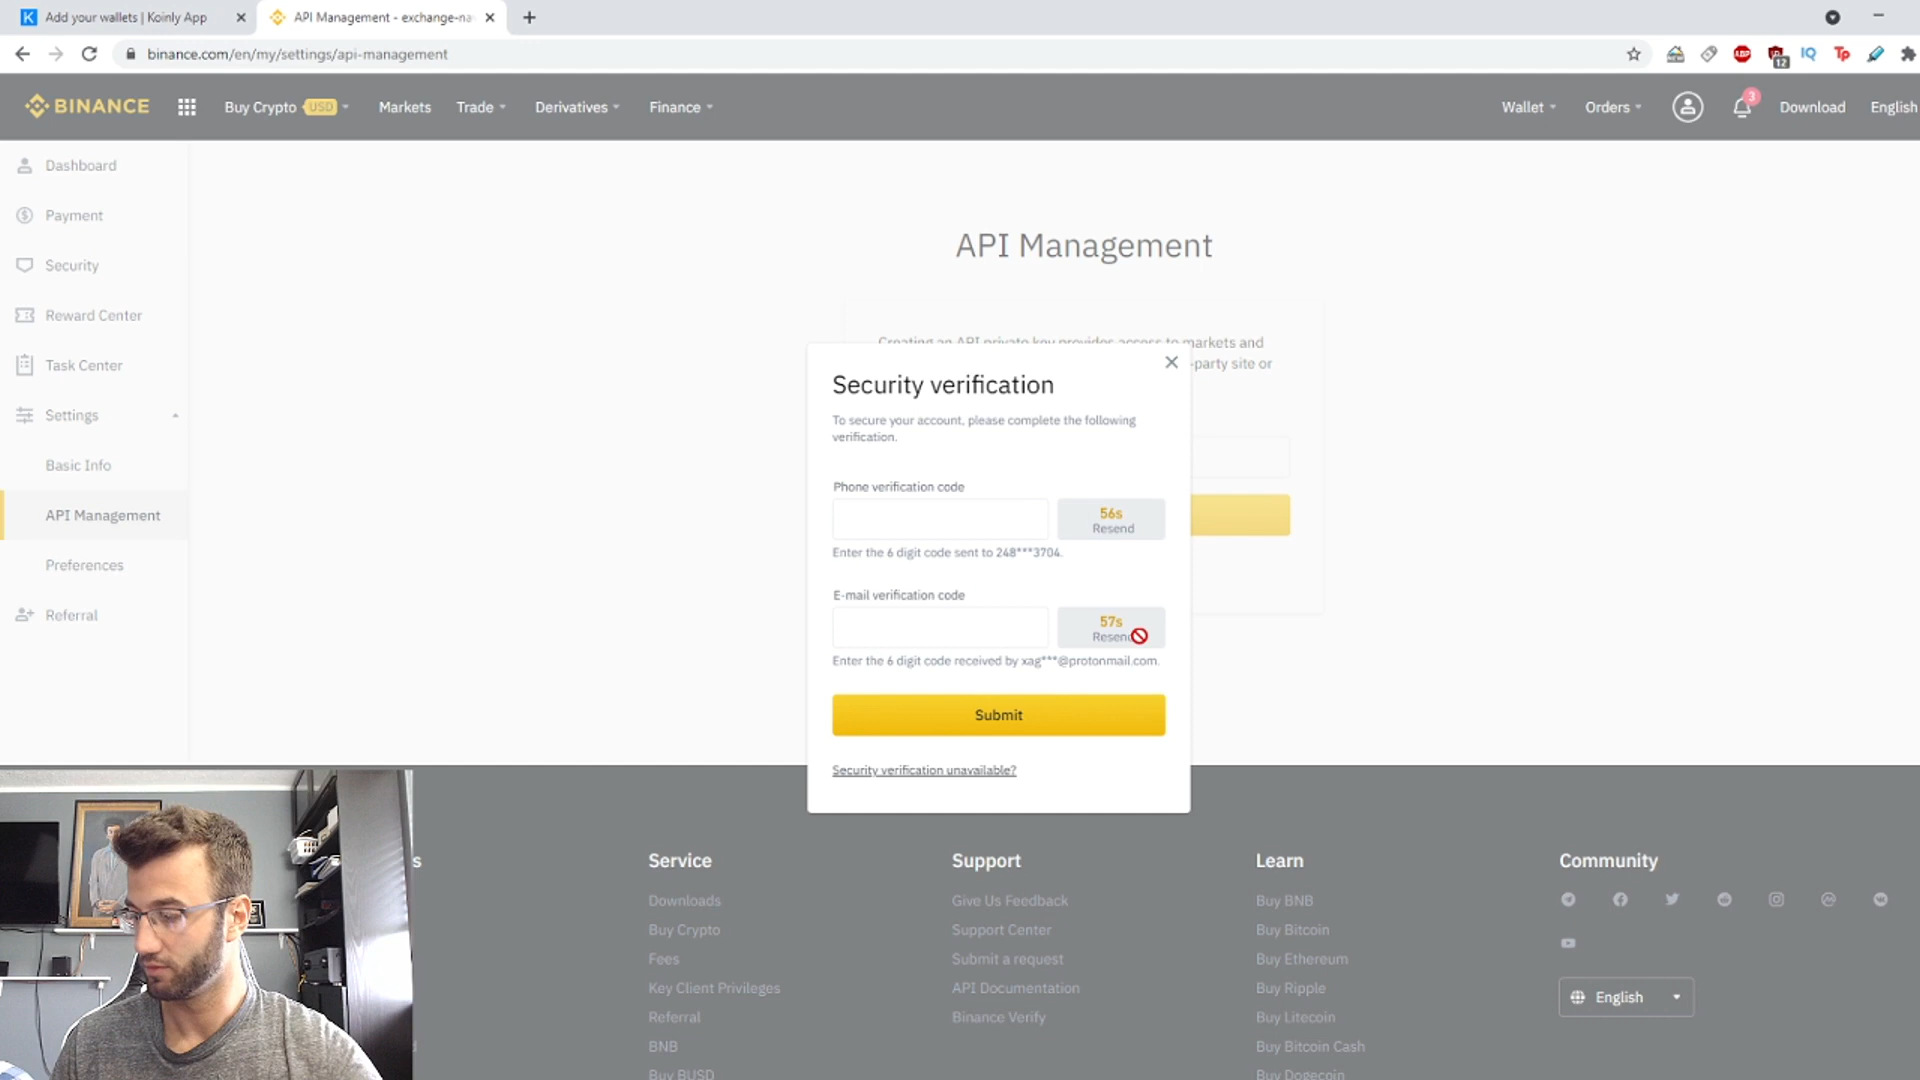 Add your wallets | Koinly App
API Management - exchange-na
binance.com/en/my/settings/api-management
ABP
12
IQ
Tp
BINANCE
Buy Crypto USD
Markets
Trade
Derivatives
Finance
Wallet
Orders
3
Download
English
Dashboard
Payment
Security
Reward Center
Task Center
Settings
Basic Info
API Management
Preferences
Referral
API Management
Creating an API private key provides access to markets and
-party site or
Security verification
To secure your account, please complete the following
verification.
Phone verification code
56s
Resend
Enter the 6 digit code sent to 248***3704.
E-mail verification code
57s
Resend
Enter the 6 digit code received by xag***@protonmail.com.
Submit
Security verification unavailable?
s
Service
Downloads
Buy Crypto
Fees
Key Client Privileges
Referral
BNB
Buy BUSD
Support
Give Us Feedback
Support Center
Submit a request
API Documentation
Binance Verify
Learn
Buy BNB
Buy Bitcoin
Buy Ethereum
Buy Ripple
Buy Litecoin
Buy Bitcoin Cash
Buy Dogecoin
Community
English